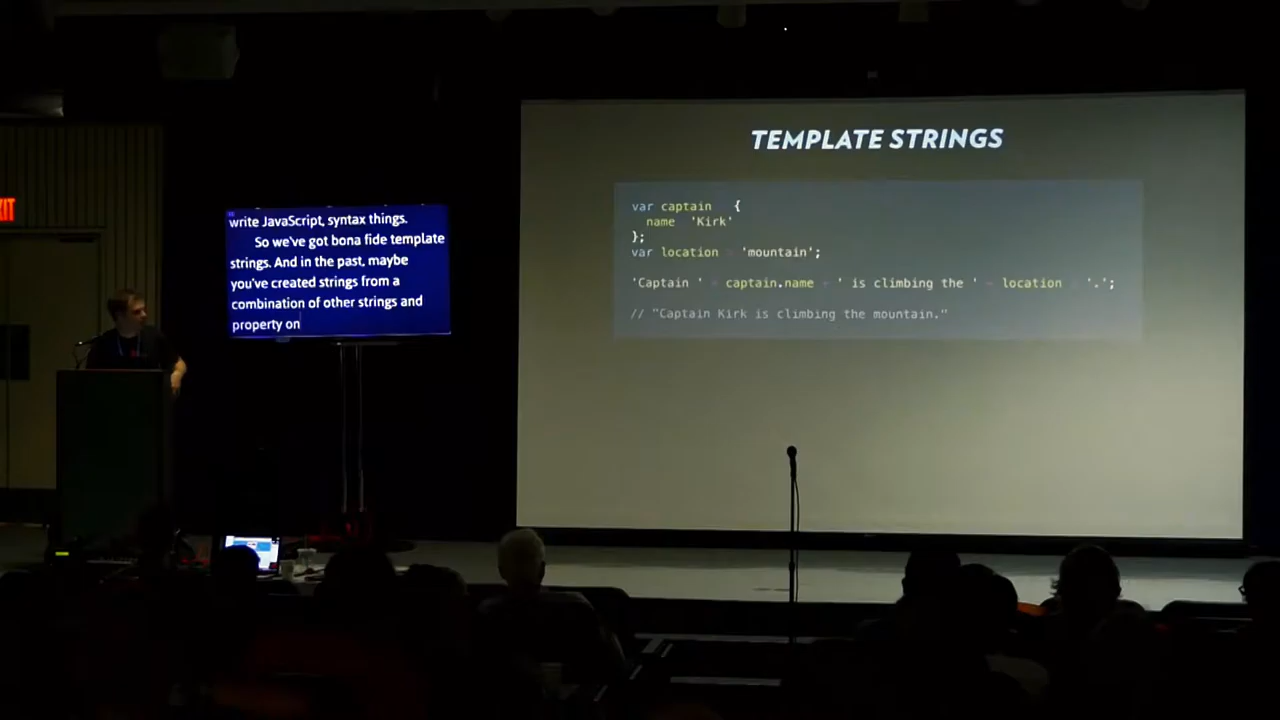 TEMPLATE STRINGS
var captain {
name 'Kirk'
};
var location = 'mountain';
'Captain ' + captain.name + ' is climbing the ' + location + '.';
// "Captain Kirk is climbing the mountain."
write JavaScript, syntax things.
So we've got bona fide template
strings. And in the past, maybe
you've created strings from a
combination of other strings and
property on
XIT